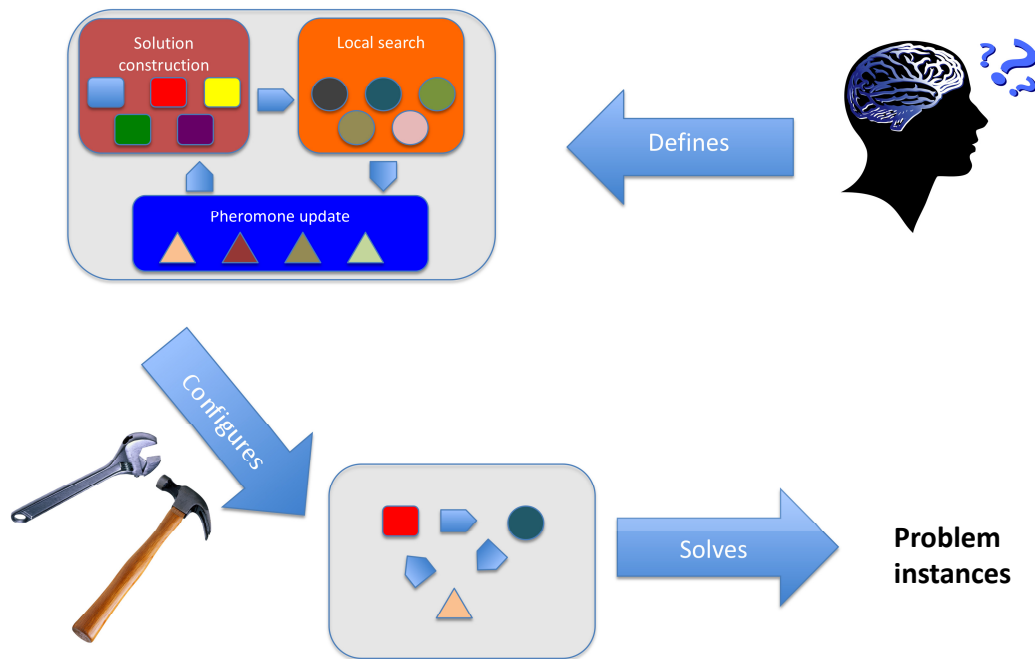 Solution
construction
Local search
Defines
Pheromone update
Configures
Solves
Problem
instances